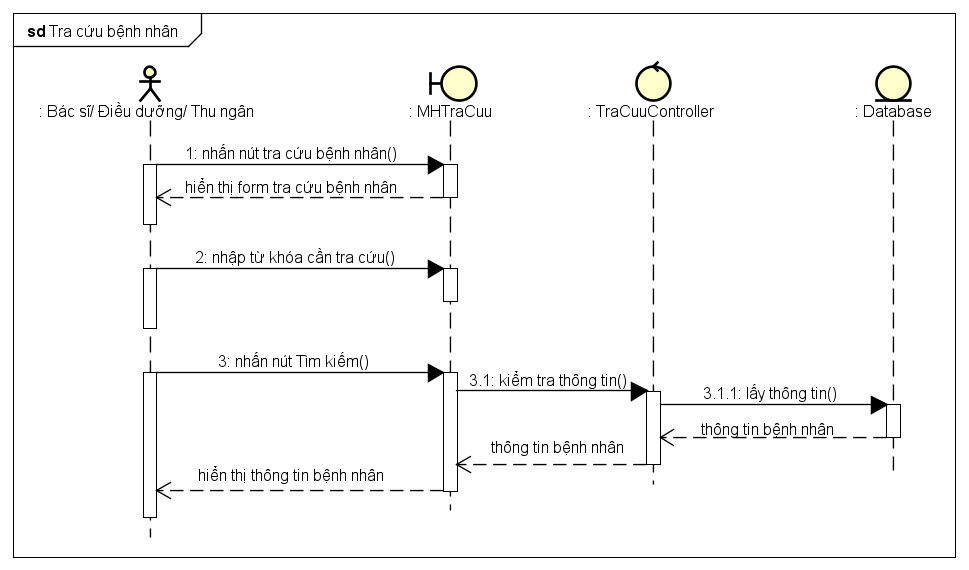 sd Tra cứu bệnh nhân
: Bác sĩ/ Điều dưỡng/ Thu ngân
: MHTraCuu
: TraCuuController
: Database
1: nhấn nút tra cứu bệnh nhân()
hiển thị form tra cứu bệnh nhân
2: nhập từ khóa cần tra cứu()
3: nhấn nút Tìm kiếm()
3.1: kiểm tra thông tin()
3.1.1: lấy thông tin()
thông tin bệnh nhân
thông tin bệnh nhân
hiển thị thông tin bệnh nhân